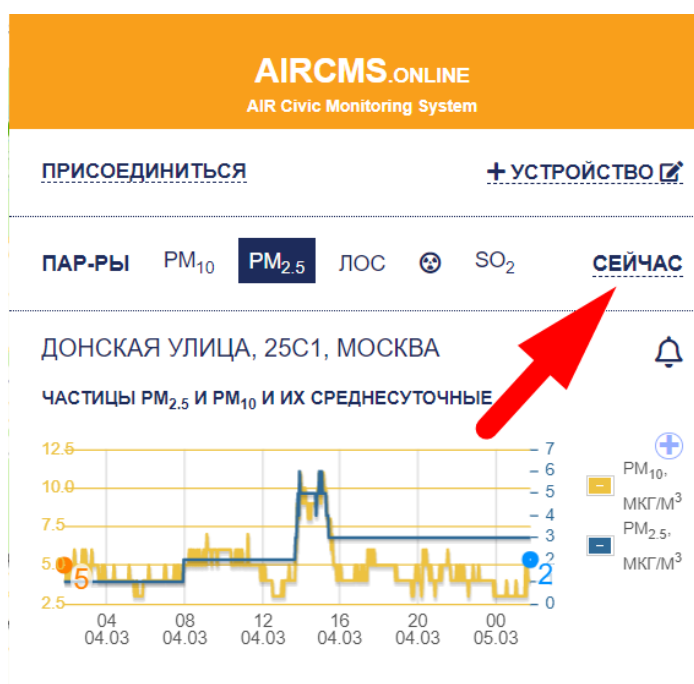 AIRCMS.ONLINE
AIR Civic Monitoring System
ПРИСОЕДИНИТЬСЯ + УСТРОЙСТВО
ПАР-РЫ PM10 PM2.5 ЛОС SO2 СЕЙЧАС
ДОНСКАЯ УЛИЦА, 25С1, МОСКВА
ЧАСТИЦЫ PM2.5 И PM10 И ИХ СРЕДНЕСУТОЧНЫЕ
12.5 7
6
10.0 5
4
7.5 3
5.0 2
5 2
2.5 0
04 08 12 16 20 00
04.03 04.03 04.03 04.03 04.03 05.03
PM10,
МКГ/М3
PM2.5,
МКГ/М3